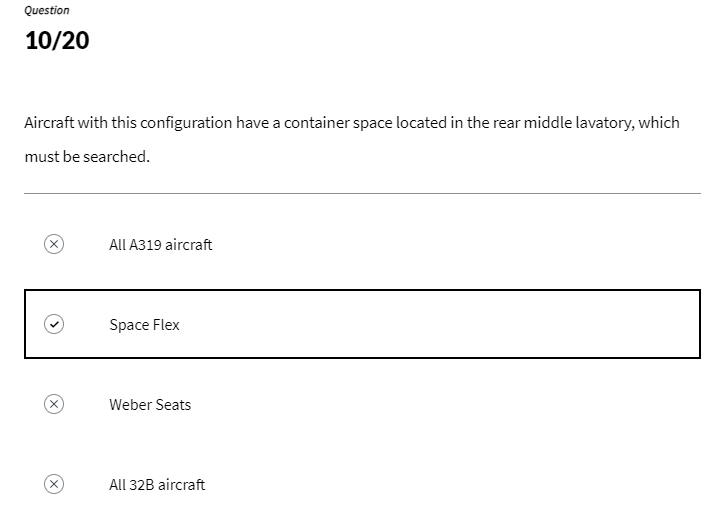 Question
10/20
Aircraft with this configuration have a container space located in the rear middle lavatory, which
must be searched.
All A319 aircraft
Space Flex
Weber Seats
All 32B aircraft